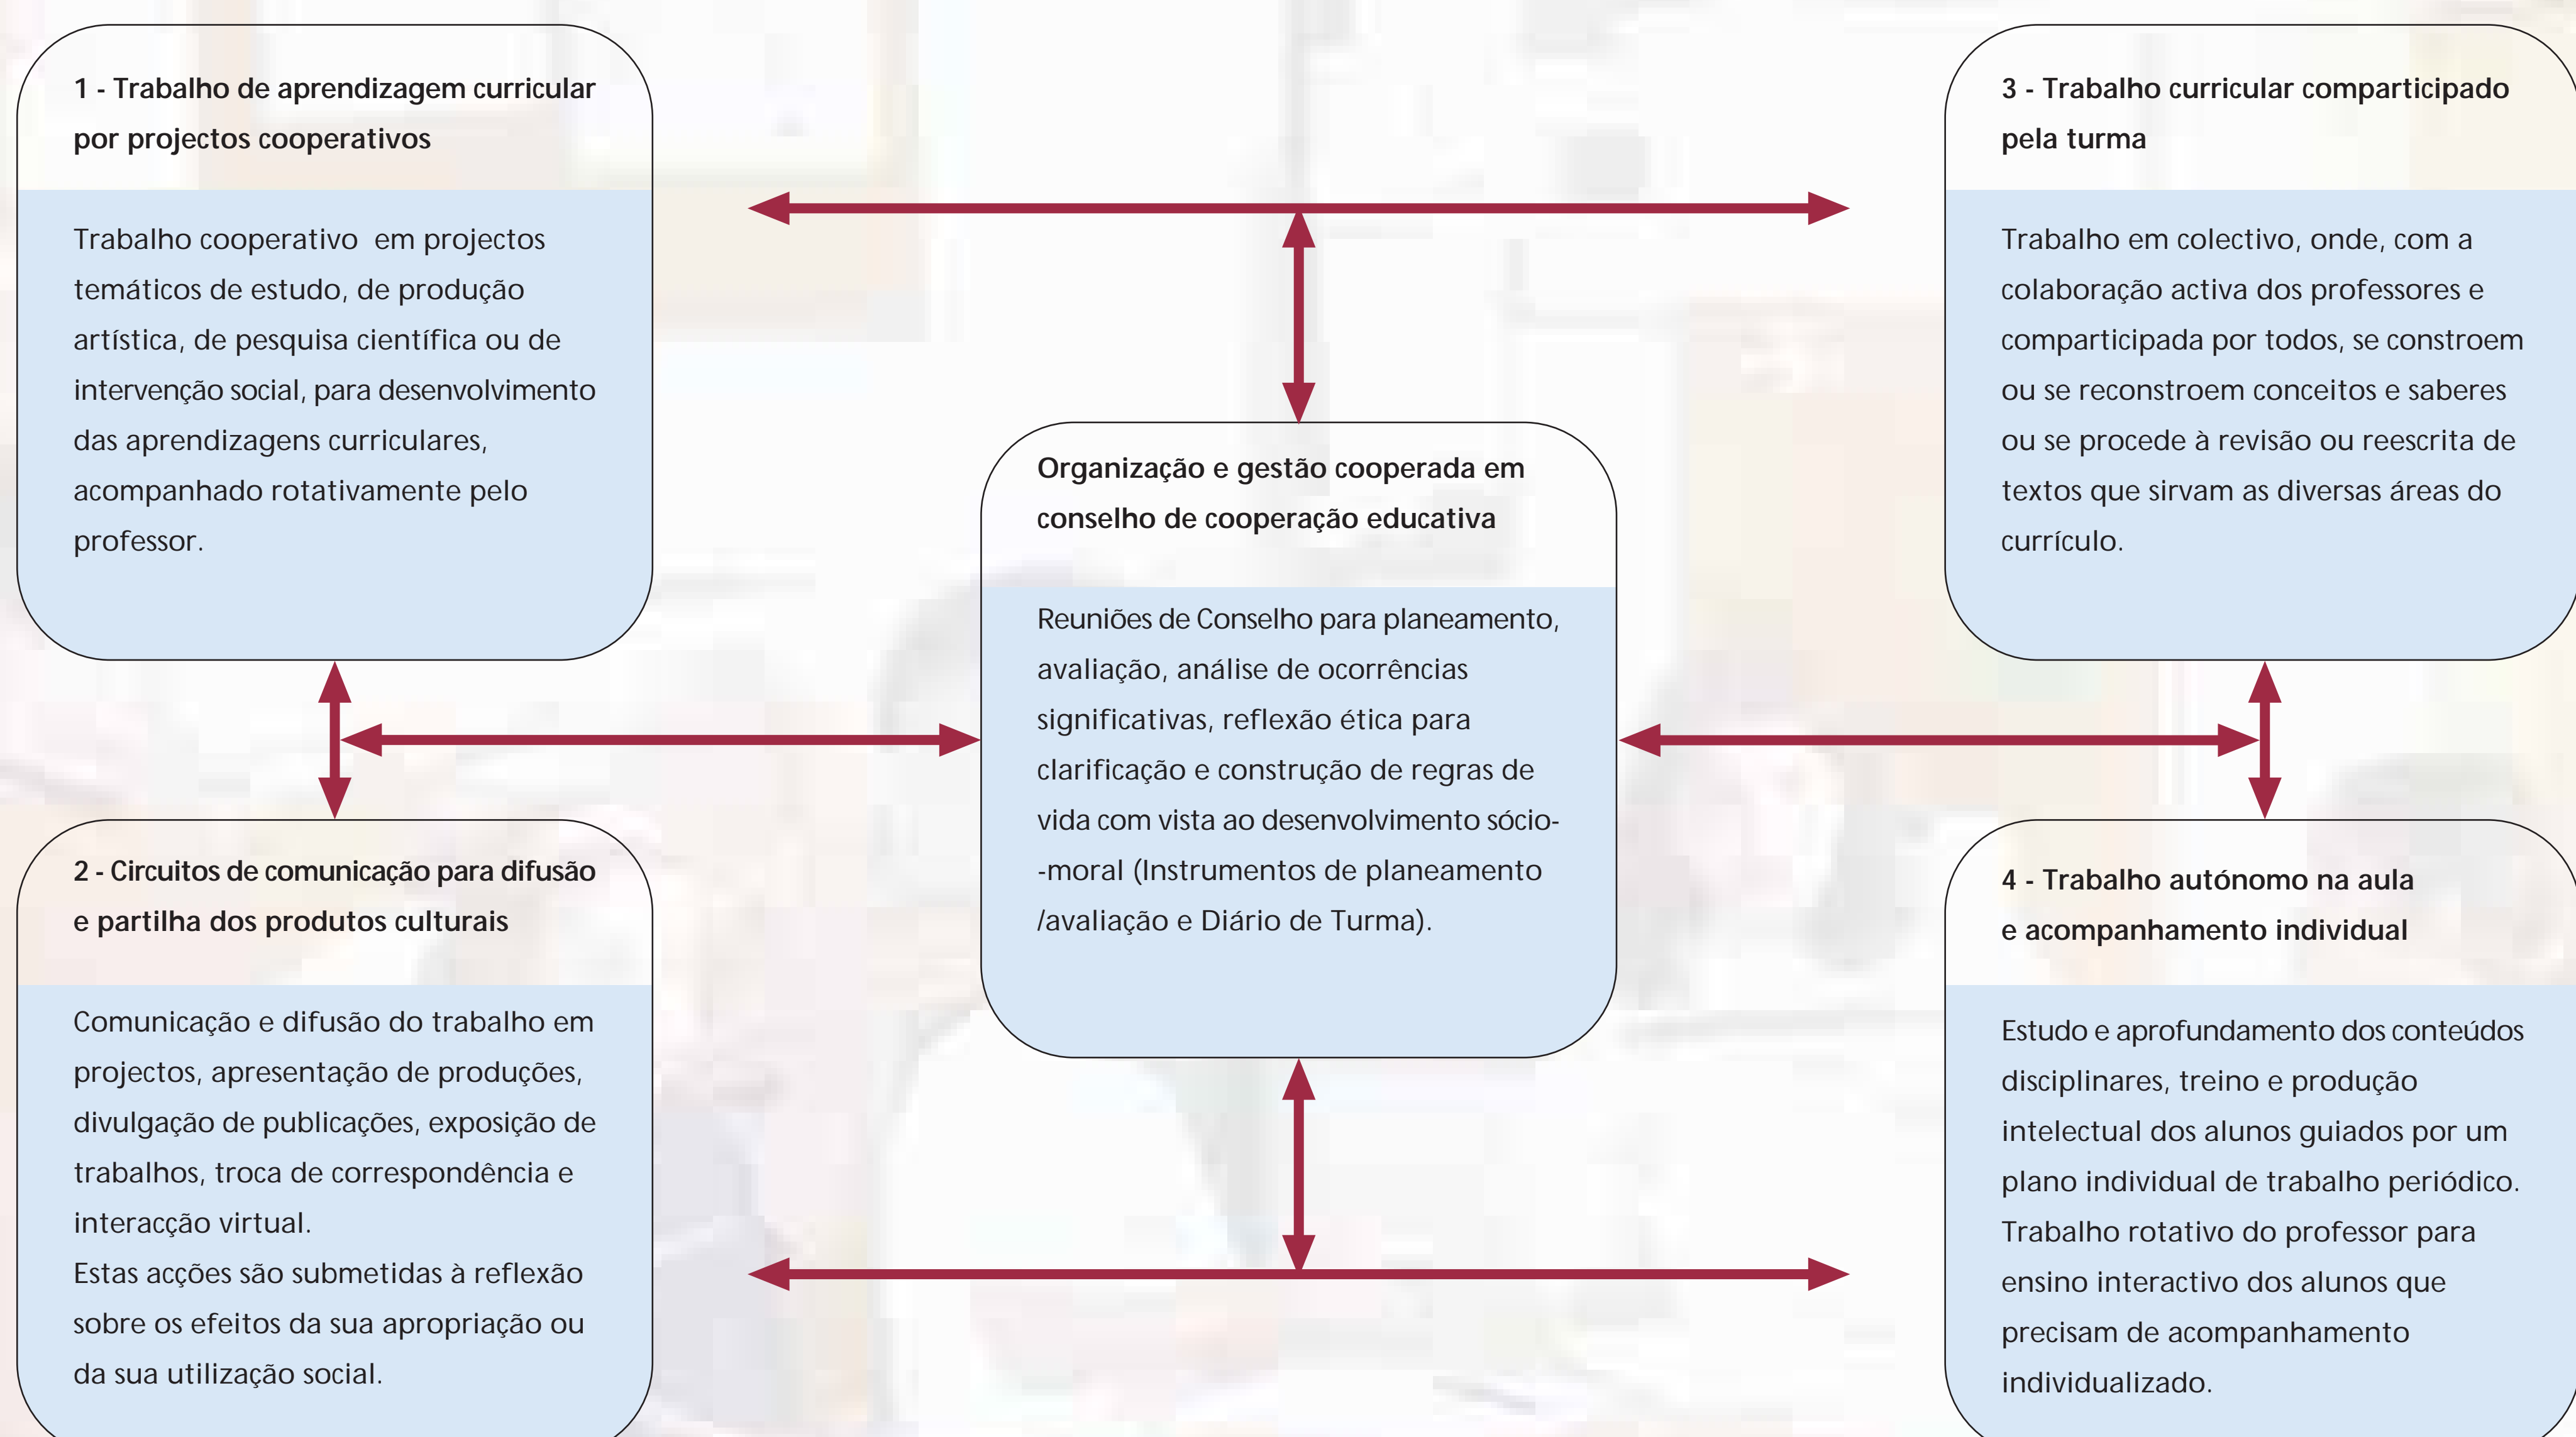 1 - Trabalho de aprendizagem curricular
por projectos cooperativos
Trabalho cooperativo em projectos
temáticos de estudo, de produção
artística, de pesquisa científica ou de
intervenção social, para desenvolvimento
das aprendizagens curriculares,
acompanhado rotativamente pelo
professor.
2 - Circuitos de comunicação para difusão
e partilha dos produtos culturais
Comunicação e difusão do trabalho em
projectos, apresentação de produções,
divulgação de publicações, exposição de
trabalhos, troca de correspondência e
interacção virtual.
Estas acções são submetidas à reflexão
sobre os efeitos da sua apropriação ou
da sua utilização social.
Organização e gestão cooperada em
conselho de cooperação educativa
Reuniões de Conselho para planeamento,
avaliação, análise de ocorrências
significativas, reflexão ética para
clarificação e construção de regras de
vida com vista ao desenvolvimento sócio-
-moral (Instrumentos de planeamento
/avaliação e Diário de Turma).
3 - Trabalho curricular comparticipado
pela turma
Trabalho em colectivo, onde, com a
colaboração activa dos professores e
comparticipada por todos, se constroem
ou se reconstroem conceitos e saberes
ou se procede à revisão ou reescrita de
textos que sirvam as diversas áreas do
currículo.
4 - Trabalho autónomo na aula
e acompanhamento individual
Estudo e aprofundamento dos conteúdos
disciplinares, treino e produção
intelectual dos alunos guiados por um
plano individual de trabalho periódico.
Trabalho rotativo do professor para
ensino interactivo dos alunos que
precisam de acompanhamento
individualizado.